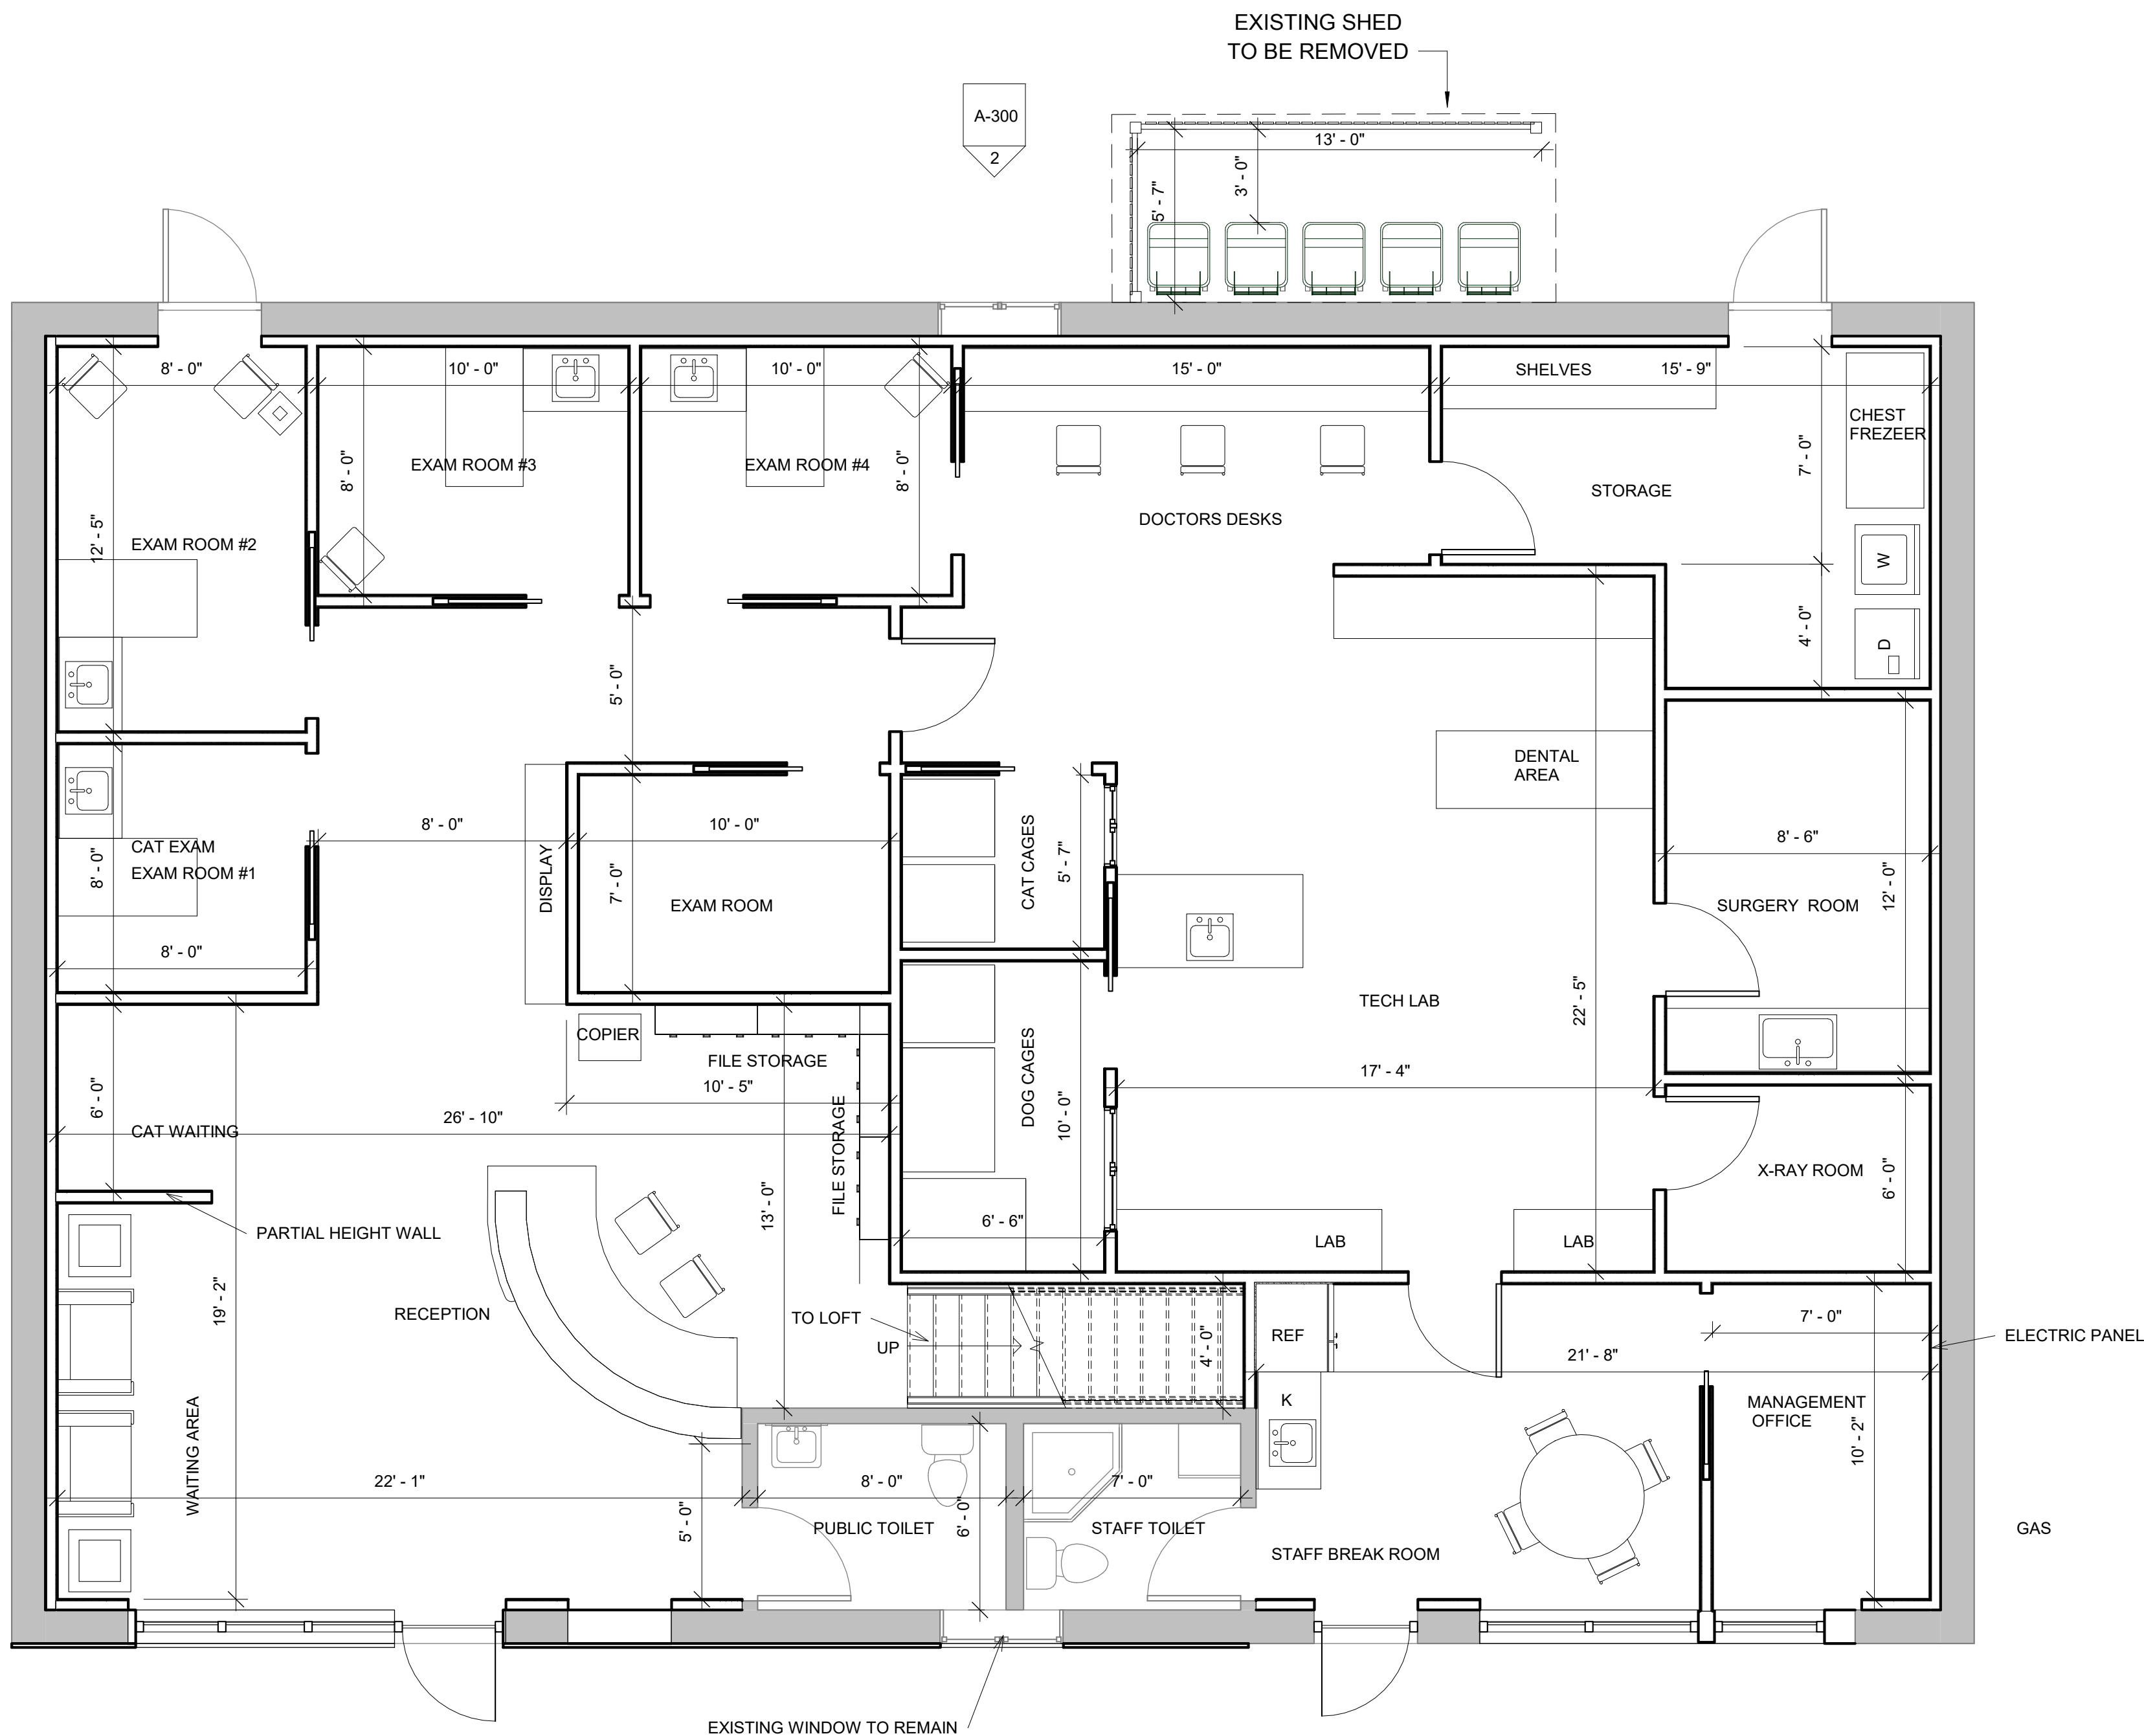 EXISTING SHED
TO BE REMOVED
A-300
2
13' - 0"
5' - 7"
3' - 0"
8' - 0"
10' - 0"
10' - 0"
15' - 0"
SHELVES
15' - 9"
CHEST
FREZEER
8' - 0"
EXAM ROOM #3
EXAM ROOM #4
8' - 0"
7' - 0"
STORAGE
DOCTORS DESKS
12' - 5"
EXAM ROOM #2
W
4' - 0"
D
5' - 0"
DENTAL
AREA
8' - 0"
10' - 0"
8' - 6"
CAT EXAM
EXAM ROOM #1
8' - 0"
DISPLAY
7' - 0"
EXAM ROOM
CAT CAGES
5' - 7"
SURGERY ROOM
12' - 0"
8' - 0"
TECH LAB
22' - 5"
COPIER
FILE STORAGE
10' - 5"
DOG CAGES
17' - 4"
6' - 0"
26' - 10"
10' - 0"
CAT WAITING
FILE STORAGE
X-RAY ROOM
6' - 0"
13' - 0"
6' - 6"
PARTIAL HEIGHT WALL
LAB
LAB
19' - 2"
RECEPTION
TO LOFT
UP
4' - 0"
REF
7' - 0"
21' - 8"
ELECTRIC PANEL
K
MANAGEMENT
OFFICE
10' - 2"
WAITING AREA
22' - 1"
8' - 0"
7' - 0"
5' - 0"
6' - 0"
PUBLIC TOILET
STAFF TOILET
STAFF BREAK ROOM
GAS
EXISTING WINDOW TO REMAIN